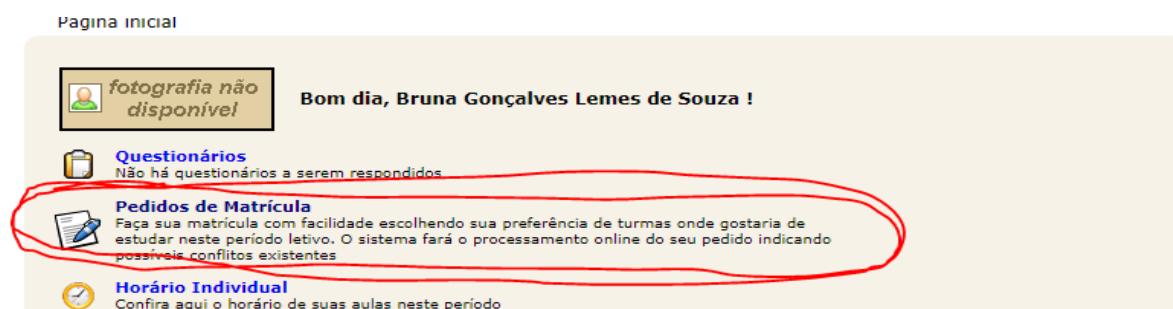 Pagina inicial
fotografia não
disponível
Bom dia, Bruna Gonçalves Lemes de Souza !
Questionários
Não há questionários a serem respondidos
Pedidos de Matrícula
Faça sua matrícula com facilidade escolhendo sua preferência de turmas onde gostaria de
estudar neste período letivo. O sistema fará o processamento online do seu pedido indicando
possíveis conflitos existentes
Horário Individual
Confira aqui o horário de suas aulas neste período